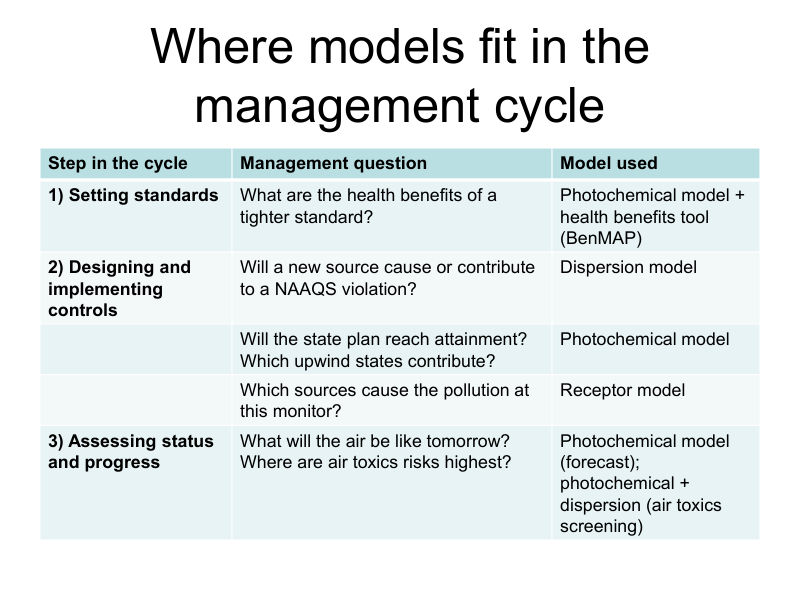 Where models fit in the
management cycle
Step in the cycle
Management question
Model used
1) Setting standards
What are the health benefits of a
tighter standard?
Photochemical model +
health benefits tool
(BenMAP)
2) Designing and
implementing
controls
Will a new source cause or contribute
to a NAAQS violation?
Dispersion model
Will the state plan reach attainment?
Which upwind states contribute?
Photochemical model
Which sources cause the pollution at
this monitor?
Receptor model
3) Assessing status
and progress
What will the air be like tomorrow?
Where are air toxics risks highest?
Photochemical model
(forecast);
photochemical +
dispersion (air toxics
screening)